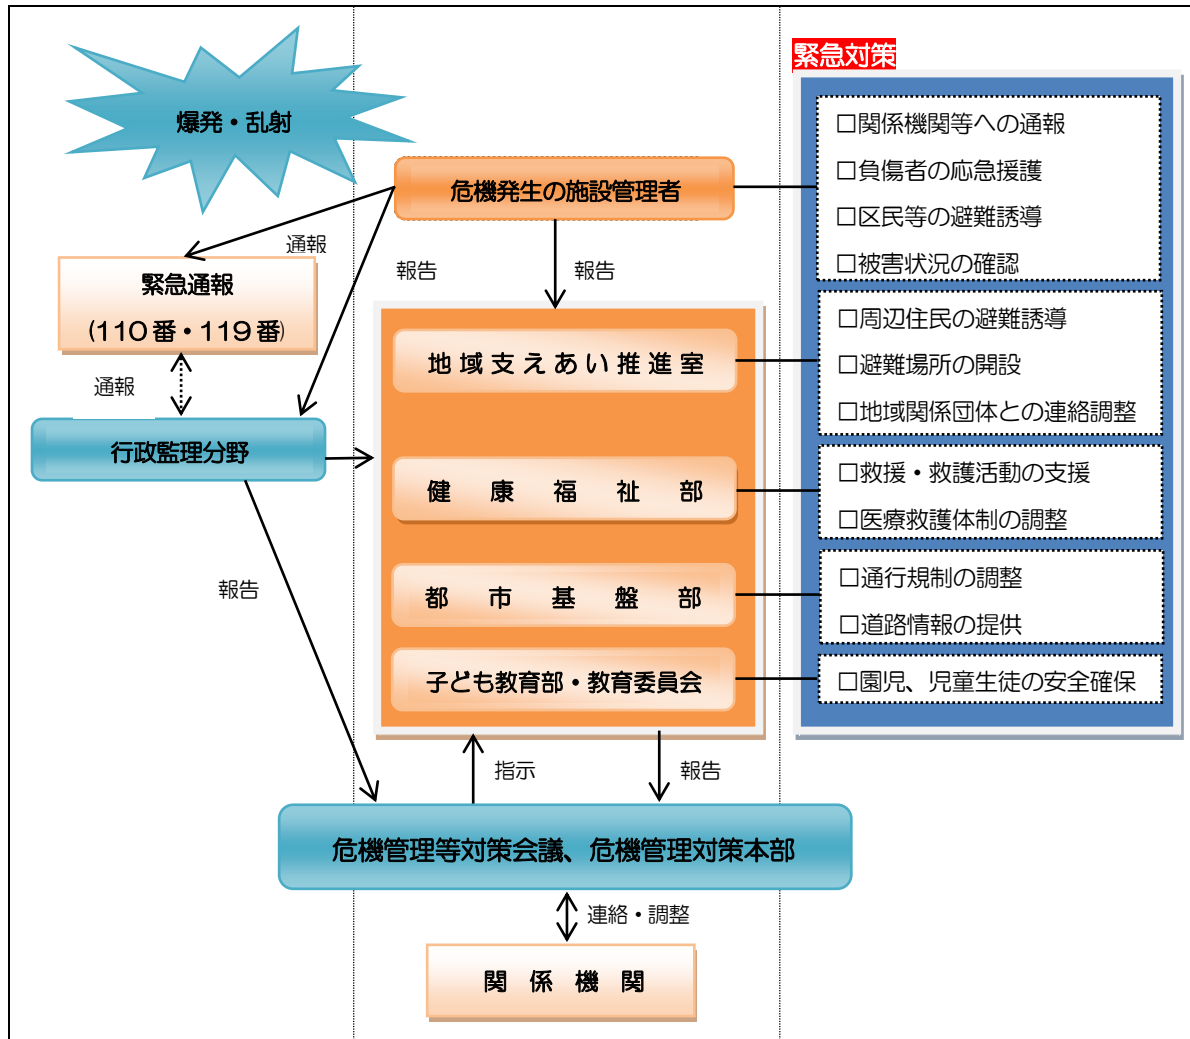 緊急対策
爆発・乱射
危機発生の施設管理者
通報
報告
報告
緊急通報
(110番・119番)
通報
行政監理分野
報告
地域支えあい推進室
健康福祉部
都市基盤部
子ども教育部・教育委員会
□関係機関等への通報
□負傷者の応急援護
□区民等の避難誘導
□被害状況の確認
□周辺住民の避難誘導
□避難場所の開設
□地域関係団体との連絡調整
□救援・救護活動の支援
□医療救護体制の調整
□通行規制の調整
□道路情報の提供
□園児、児童生徒の安全確保
指示
報告
危機管理等対策会議、危機管理対策本部
連絡・調整
関係機関